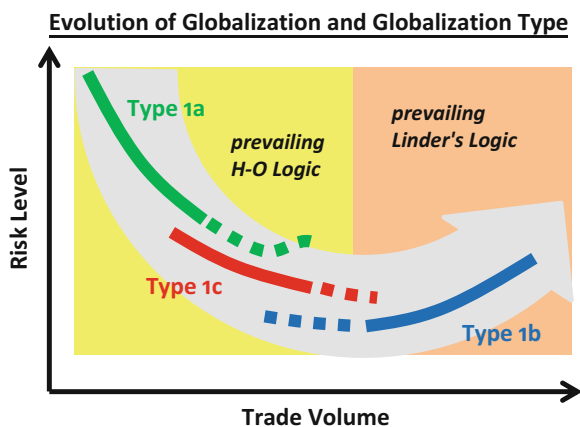 Evolution of Globalization and Globalization Type
Type 1a
prevailing
H-O Logic
prevailing
Linder's Logic
Risk Level
Type 1c
Type 1b
Trade Volume